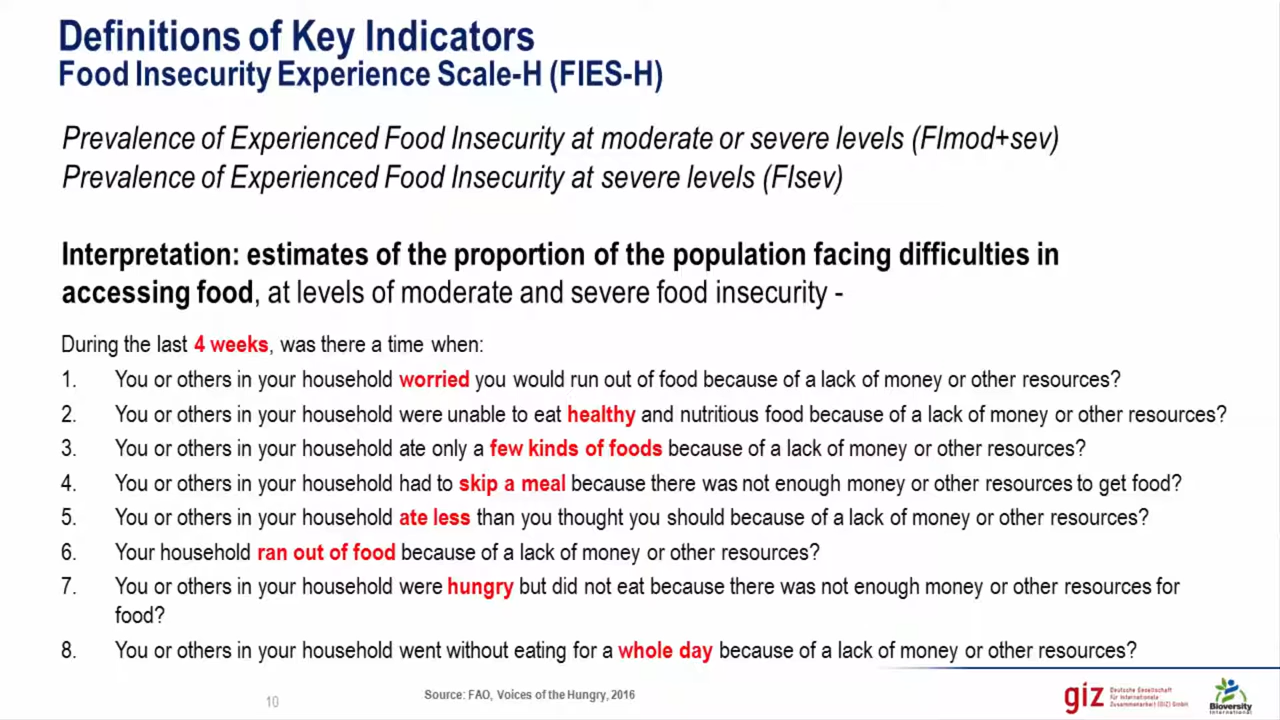 Definitions of Key Indicators
Food Insecurity Experience Scale-H (FIES-H)
Prevalence of Experienced Food Insecurity at moderate or severe levels (FImod+sev)
Prevalence of Experienced Food Insecurity at severe levels (FIsev)
Interpretation: estimates of the proportion of the population facing difficulties in
accessing food, at levels of moderate and severe food insecurity -
During the last 4 weeks, was there a time when:
1. You or others in your household worried you would run out of food because of a lack of money or other resources?
2. You or others in your household were unable to eat healthy and nutritious food because of a lack of money or other resources?
3. You or others in your household ate only a few kinds of foods because of a lack of money or other resources?
4. You or others in your household had to skip a meal because there was not enough money or other resources to get food?
5. You or others in your household ate less than you thought you should because of a lack of money or other resources?
6. Your household ran out of food because of a lack of money or other resources?
7. You or others in your household were hungry but did not eat because there was not enough money or other resources for
food?
8. You or others in your household went without eating for a whole day because of a lack of money or other resources?
10
Source: FAO, Voices of the Hungry, 2016
giz
Deutsche Gesellschaft
für Internationale
Zusammenarbeit (GIZ) GmbH
Bioversity
International